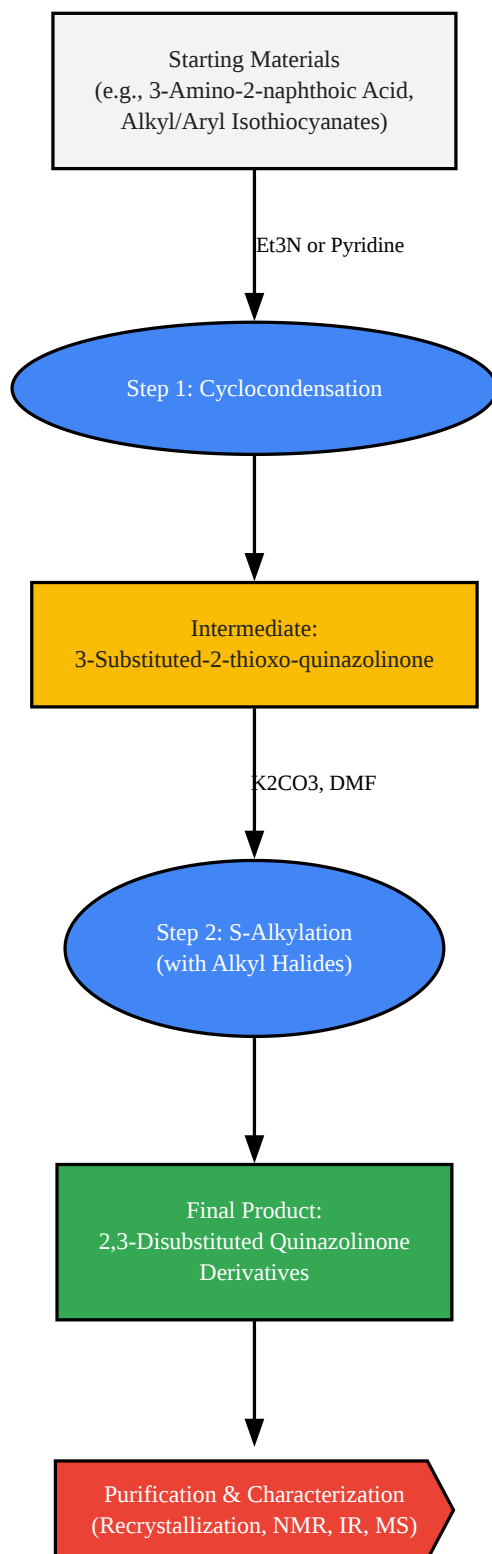 Starting Materials
(e.g., 3-Amino-2-naphthoic Acid,
Alkyl/Aryl Isothiocyanates)
Et3N or Pyridine
Step 1: Cyclocondensation
Intermediate:
3-Substituted-2-thioxo-quinazolinone
K2CO3, DMF
Step 2: S-Alkylation
(with Alkyl Halides)
Final Product:
2,3-Disubstituted Quinazolinone
Derivatives
Purification & Characterization
(Recrystallization, NMR, IR, MS)